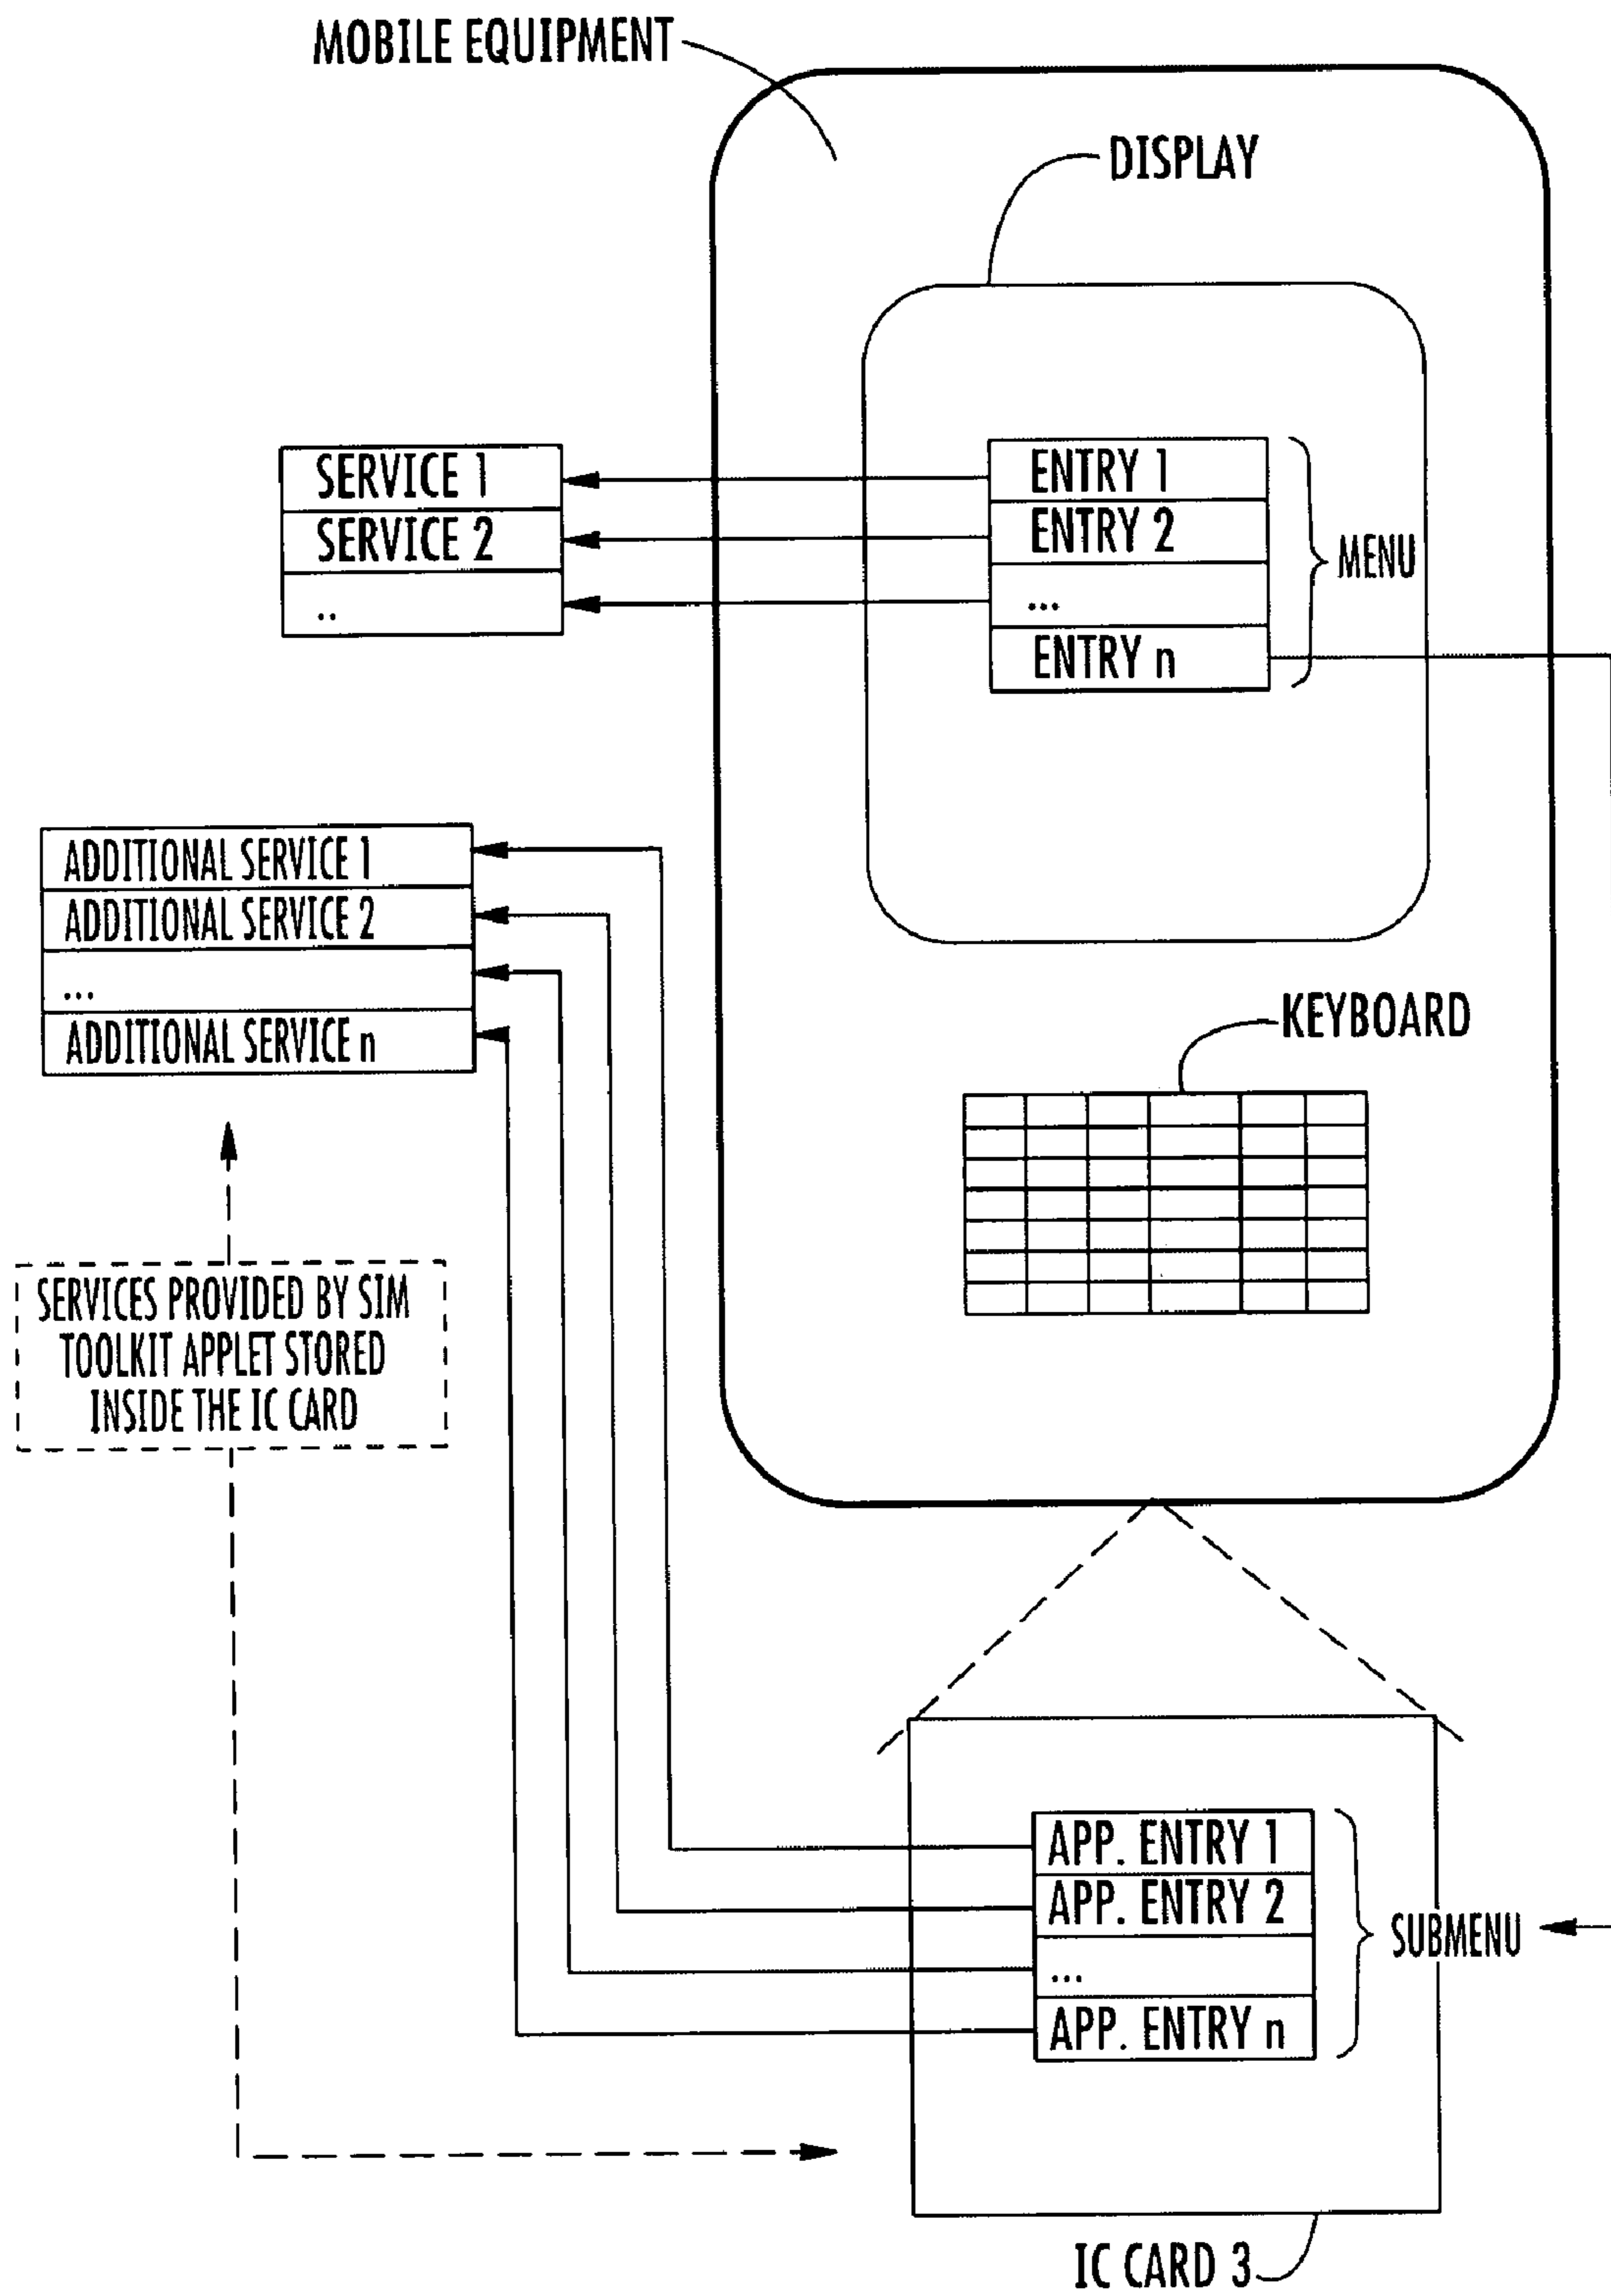 MOBILE EQUIPMENT
DISPLAY
SERVICE 1
SERVICE 2
..
ENTRY 1
ENTRY 2
...
ENTRY n
MENU
ADDITIONAL SERVICE 1
ADDITIONAL SERVICE 2
...
ADDITIONAL SERVICE n
KEYBOARD
SERVICES PROVIDED BY SIM
TOOLKIT APPLET STORED
INSIDE THE IC CARD
APP. ENTRY 1
APP. ENTRY 2
...
APP. ENTRY n
SUBMENU
IC CARD 3